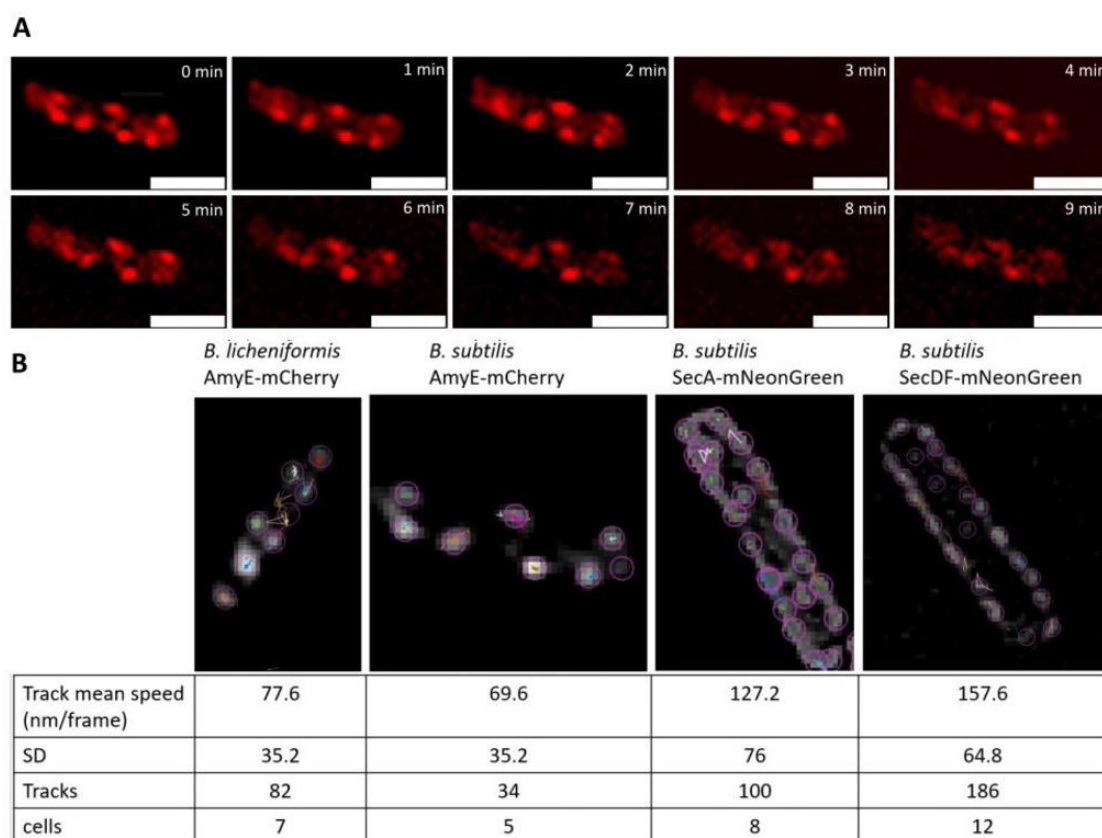 A
0 min 1 min 2 min 3 min 4 min
5 min 6 min 7 min 8 min 9 min
B. licheniformis B. subtilis B. subtilis B. subtilis
B AmyE-mCherry AmyE-mCherry SecA-mNeonGreen SecDF-mNeonGreen
Track mean speed 77.6 69.6 127.2 157.6
(nm/frame)
SD 35.2 35.2 76 64.8
Tracks 82 34 100 186
cells 7 5 8 12